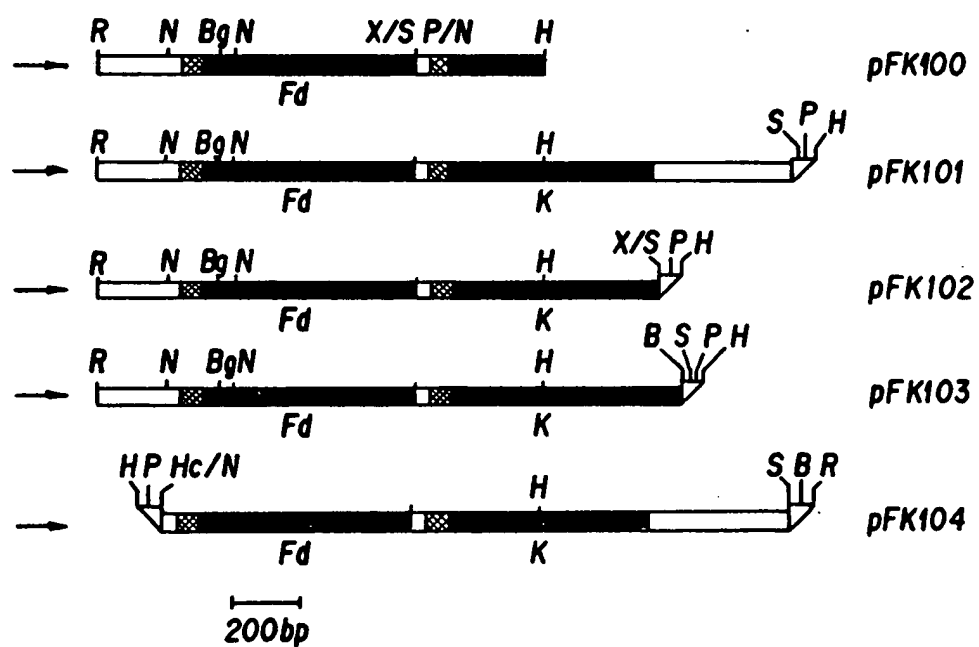 R N Bg N X/S P/N H pFK100
Fd
S P H
R N Bg N H pFK101
Fd K
X/S P H
R N Bg N H pFK102
Fd K
B S P H
R N Bg N H pFK103
Fd K
H P Hc/N S B R
H pFK104
Fd K
200bp